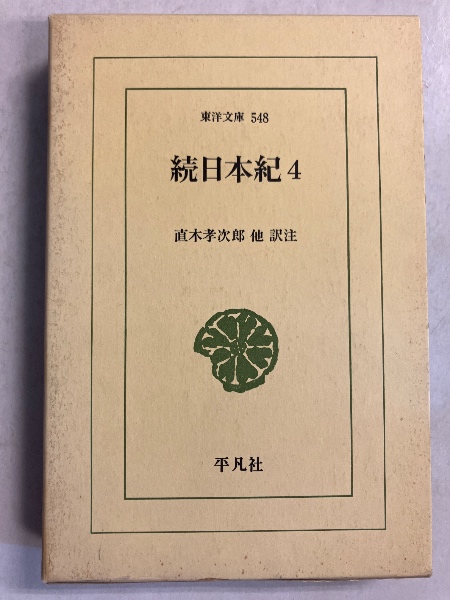 東洋文庫 548
続日本紀 4
直木孝次郎 他 訳注
平凡社